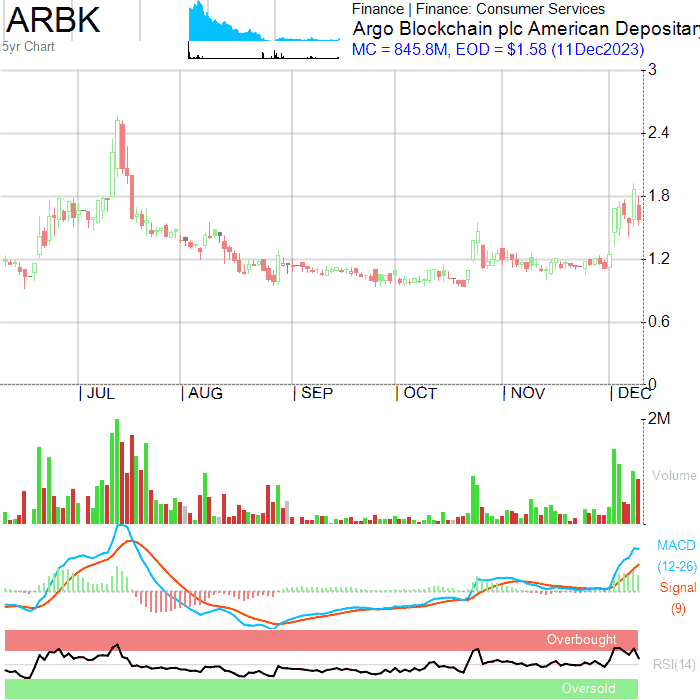 ARBK
5yr Chart
Finance | Finance: Consumer Services
Argo Blockchain plc American Depositary
MC = 845.8M, EOD = $1.58 (11Dec2023)
3
2.4
1.8
1.2
0.6
0
| JUL | AUG | SEP | OCT | NOV | DEC
2M
Volume
MACD
(12-26)
Signal
(9)
Overbought
RSI(14)
Oversold